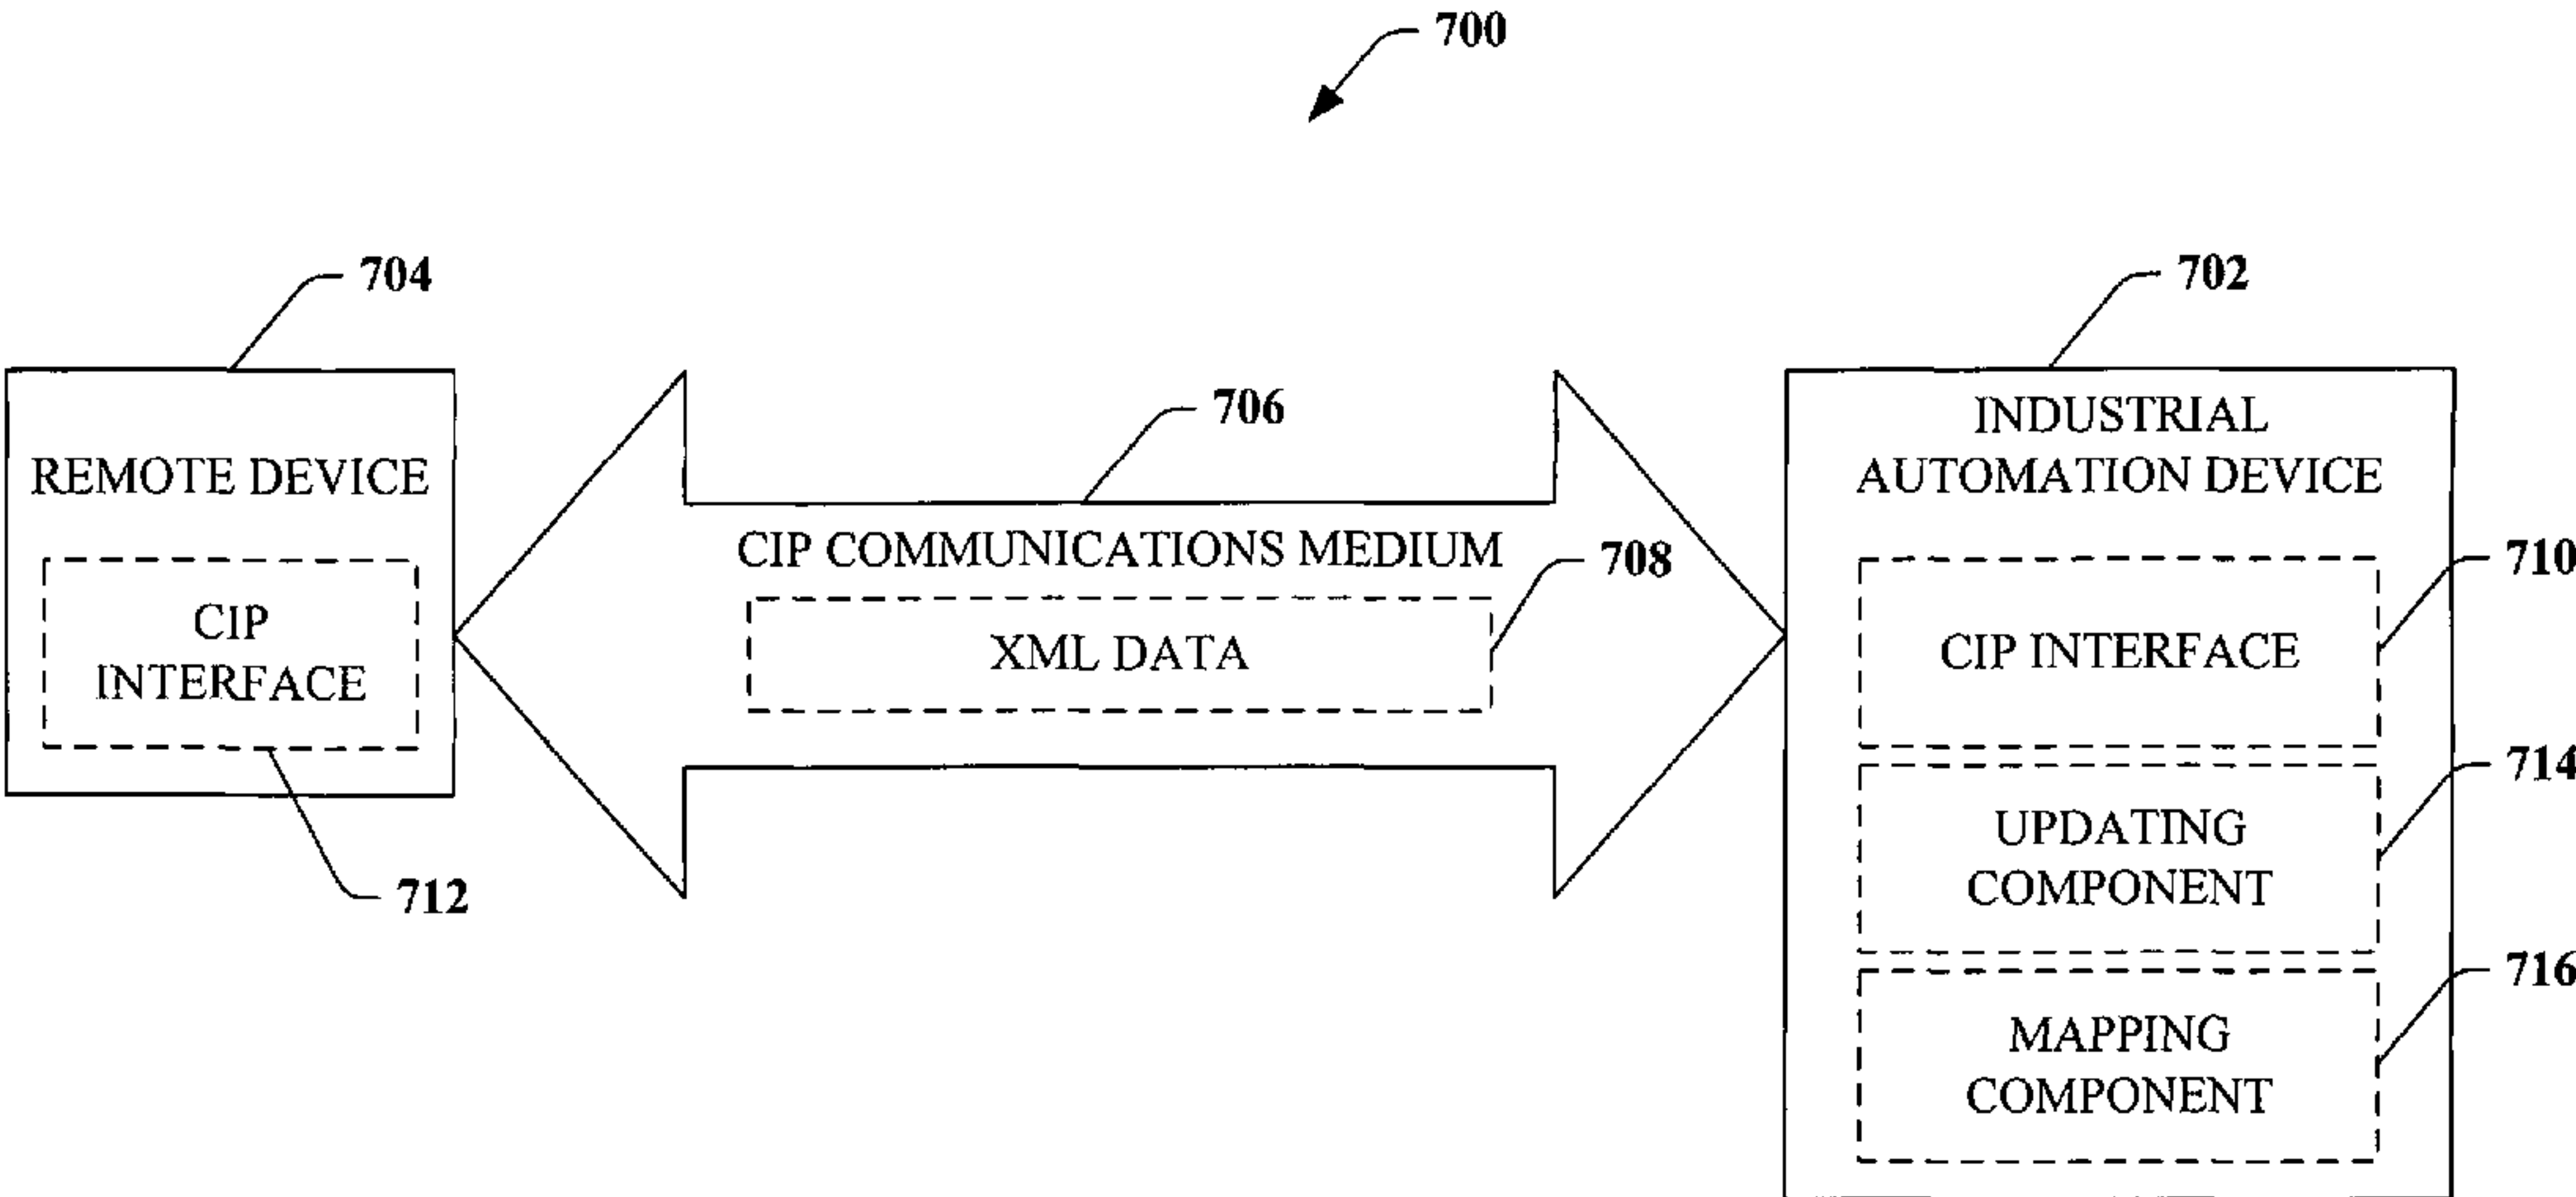 700
704
702
706
REMOTE DEVICE
CIP
INTERFACE
712
CIP COMMUNICATIONS MEDIUM
708
XML DATA
INDUSTRIAL
AUTOMATION DEVICE
710
CIP INTERFACE
714
UPDATING
COMPONENT
716
MAPPING
COMPONENT